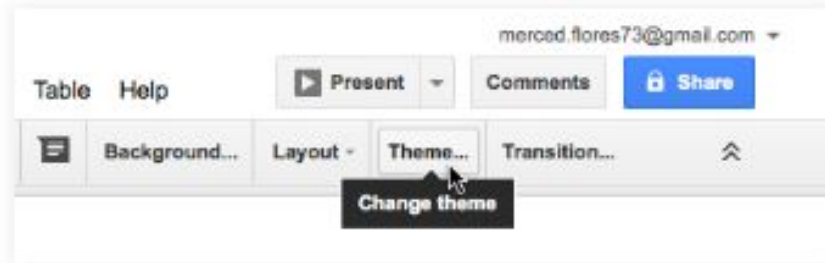 merced.flores73@gmail.com
Table Help Present Comments Share
Background... Layout Theme... Transition...
Change theme